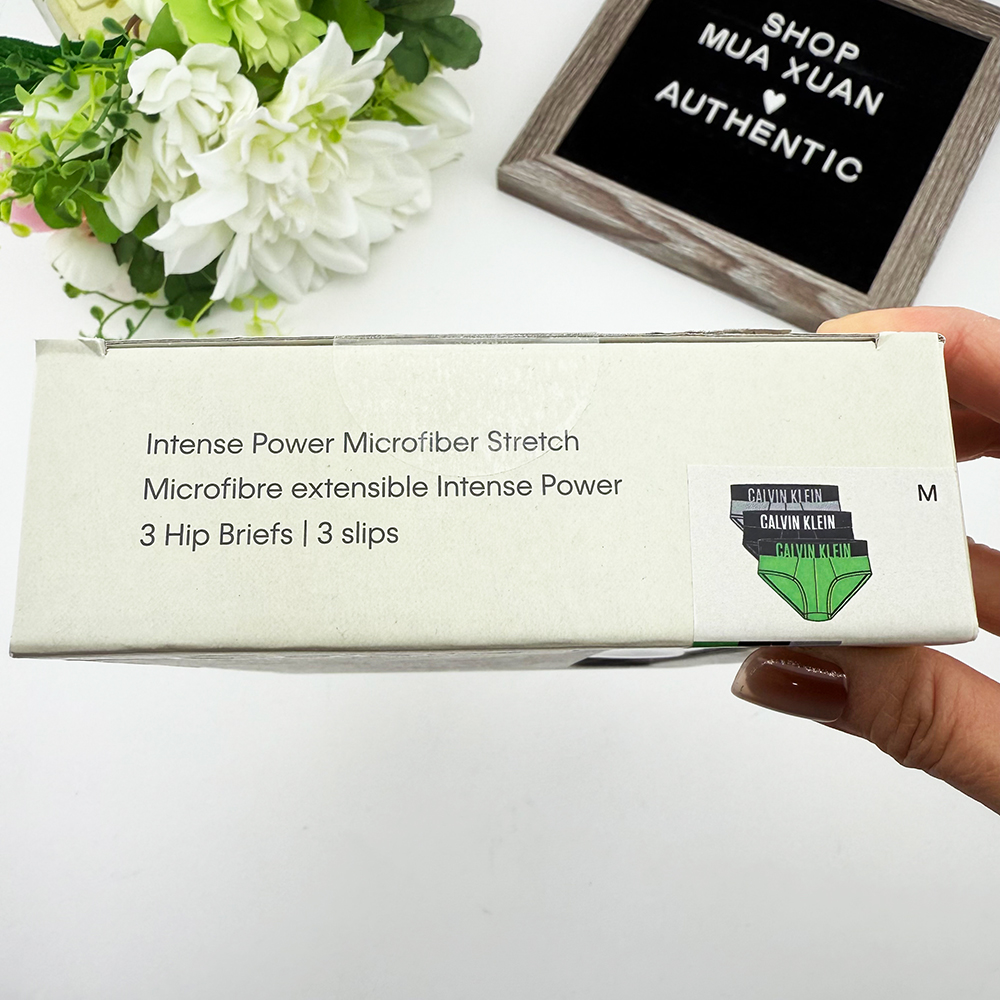 SHOP
MUA XUAN
AUTHENTIC
Intense Power Microfiber Stretch
Microfibre extensible Intense Power
3 Hip Briefs | 3 slips
M
CALVIN KLEIN
CALVIN KLEIN
CALVIN KLEIN